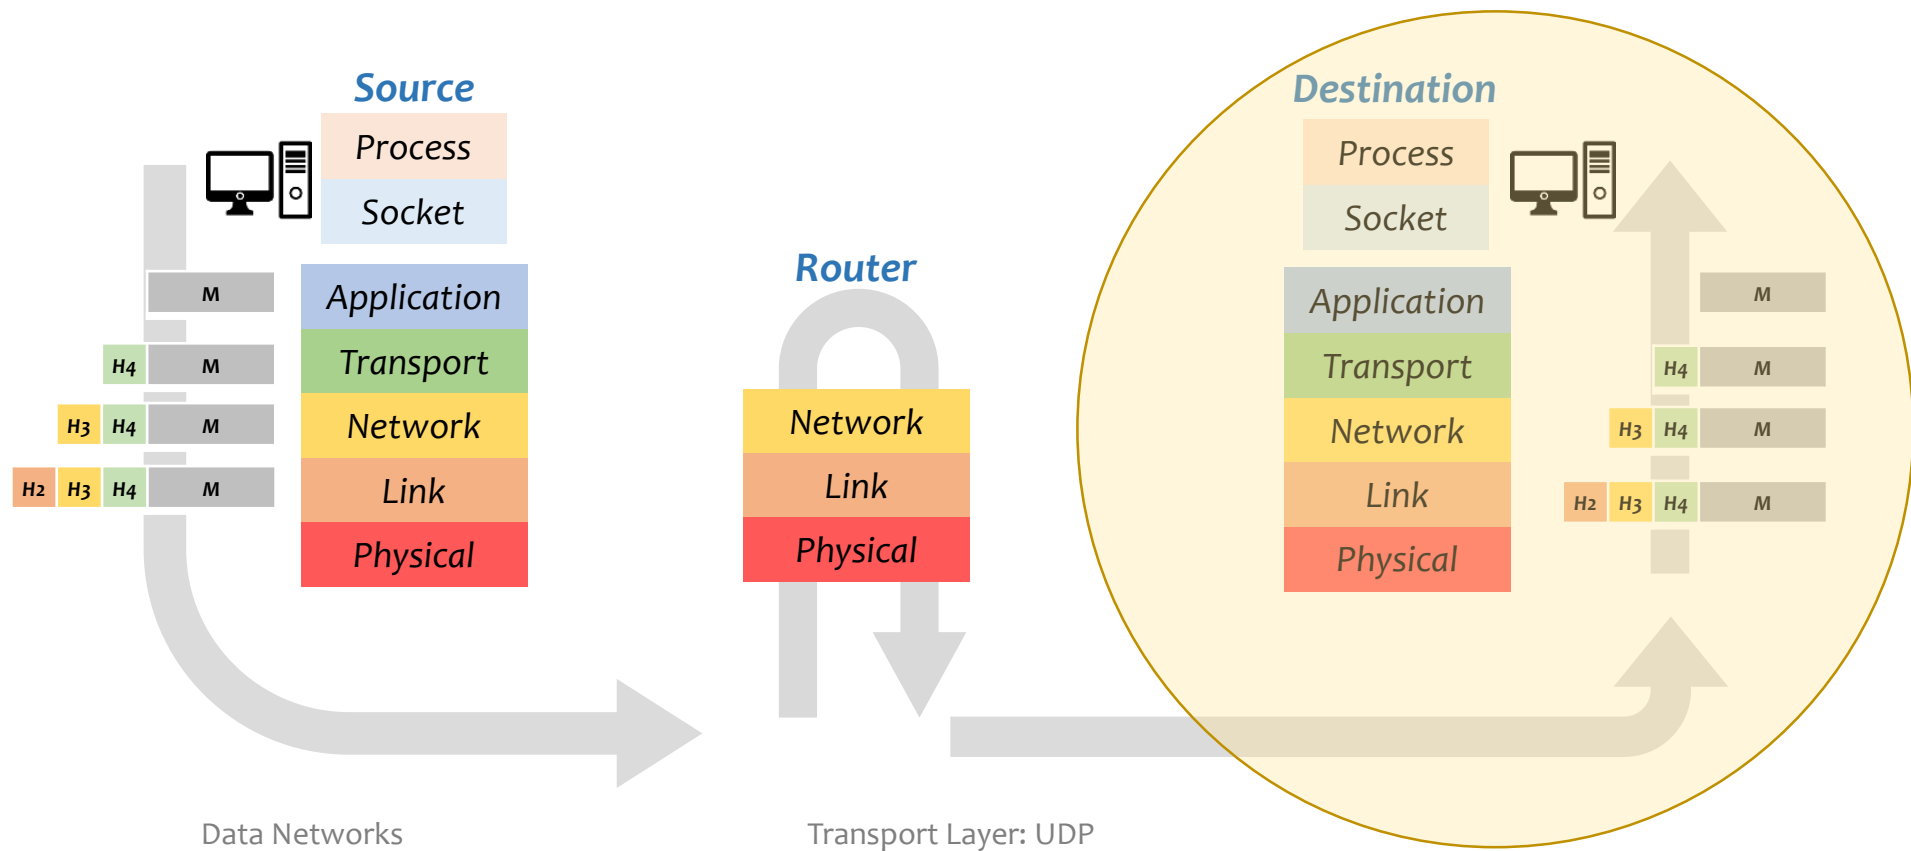 Source
Process
Socket
M
Application
H4 M
Transport
H3 H4 M
Network
H2 H3 H4 M
Link
Physical
Router
Network
Link
Physical
Destination
Process
Socket
Application
M
Transport
H4 M
Network
H3 H4 M
Link
H2 H3 H4 M
Physical
Data Networks
Transport Layer: UDP